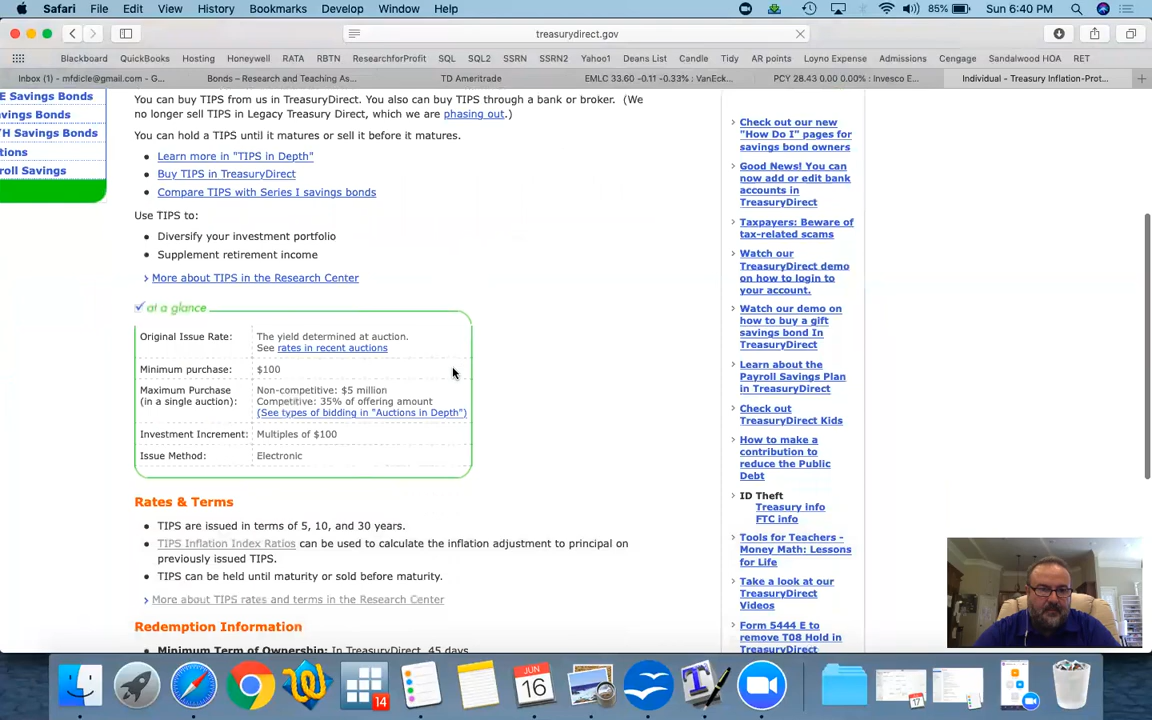 Safari File Edit View History Bookmarks Develop Window Help 85% Sun 6:40 PM
treasurydirect.gov
Blackboard QuickBooks Hosting Honeywell RATA RBTN ResearchforProfit SQL SQL2 SSRN SSRN2 Yahoo1 Deans List Candle Tidy AR points Loyno Expense Admissions Cengage Sandalwood HOA RET
Inbox (1) - mfdicle@gmail.com - G... Bonds – Research and Teaching As... TD Ameritrade EMLC 33.60 -0.11 -0.33% : VanEck... PCY 28.43 0.00 0.00% : Invesco E... Individual - Treasury Inflation-Prot...
E Savings Bonds
avings Bonds
/H Savings Bonds
tions
roll Savings
You can buy TIPS from us in TreasuryDirect. You also can buy TIPS through a bank or broker. (We
no longer sell TIPS in Legacy Treasury Direct, which we are phasing out.)
You can hold a TIPS until it matures or sell it before it matures.
Learn more in "TIPS in Depth"
Buy TIPS in TreasuryDirect
Compare TIPS with Series I savings bonds
Use TIPS to:
Diversify your investment portfolio
Supplement retirement income
More about TIPS in the Research Center
at a glance
Original Issue Rate: The yield determined at auction.
See rates in recent auctions
Minimum purchase: $100
Maximum Purchase Non-competitive: $5 million
(in a single auction): Competitive: 35% of offering amount
(See types of bidding in "Auctions in Depth")
Investment Increment: Multiples of $100
Issue Method: Electronic
Rates & Terms
TIPS are issued in terms of 5, 10, and 30 years.
TIPS Inflation Index Ratios can be used to calculate the inflation adjustment to principal on
previously issued TIPS.
TIPS can be held until maturity or sold before maturity.
More about TIPS rates and terms in the Research Center
Redemption Information
Minimum Term of Ownership: In TreasuryDirect, 45 days
Check out our new
"How Do I" pages for
savings bond owners
Good News! You can
now add or edit bank
accounts in
TreasuryDirect
Taxpayers: Beware of
tax-related scams
Watch our
TreasuryDirect demo
on how to login to
your account.
Watch our demo on
how to buy a gift
savings bond In
TreasuryDirect
Learn about the
Payroll Savings Plan
in TreasuryDirect
Check out
TreasuryDirect Kids
How to make a
contribution to
reduce the Public
Debt
ID Theft
Treasury info
FTC info
Tools for Teachers -
Money Math: Lessons
for Life
Take a look at our
TreasuryDirect
Videos
Form 5444 E to
remove T08 Hold in
TreasuryDirect
14
JUN
16
17